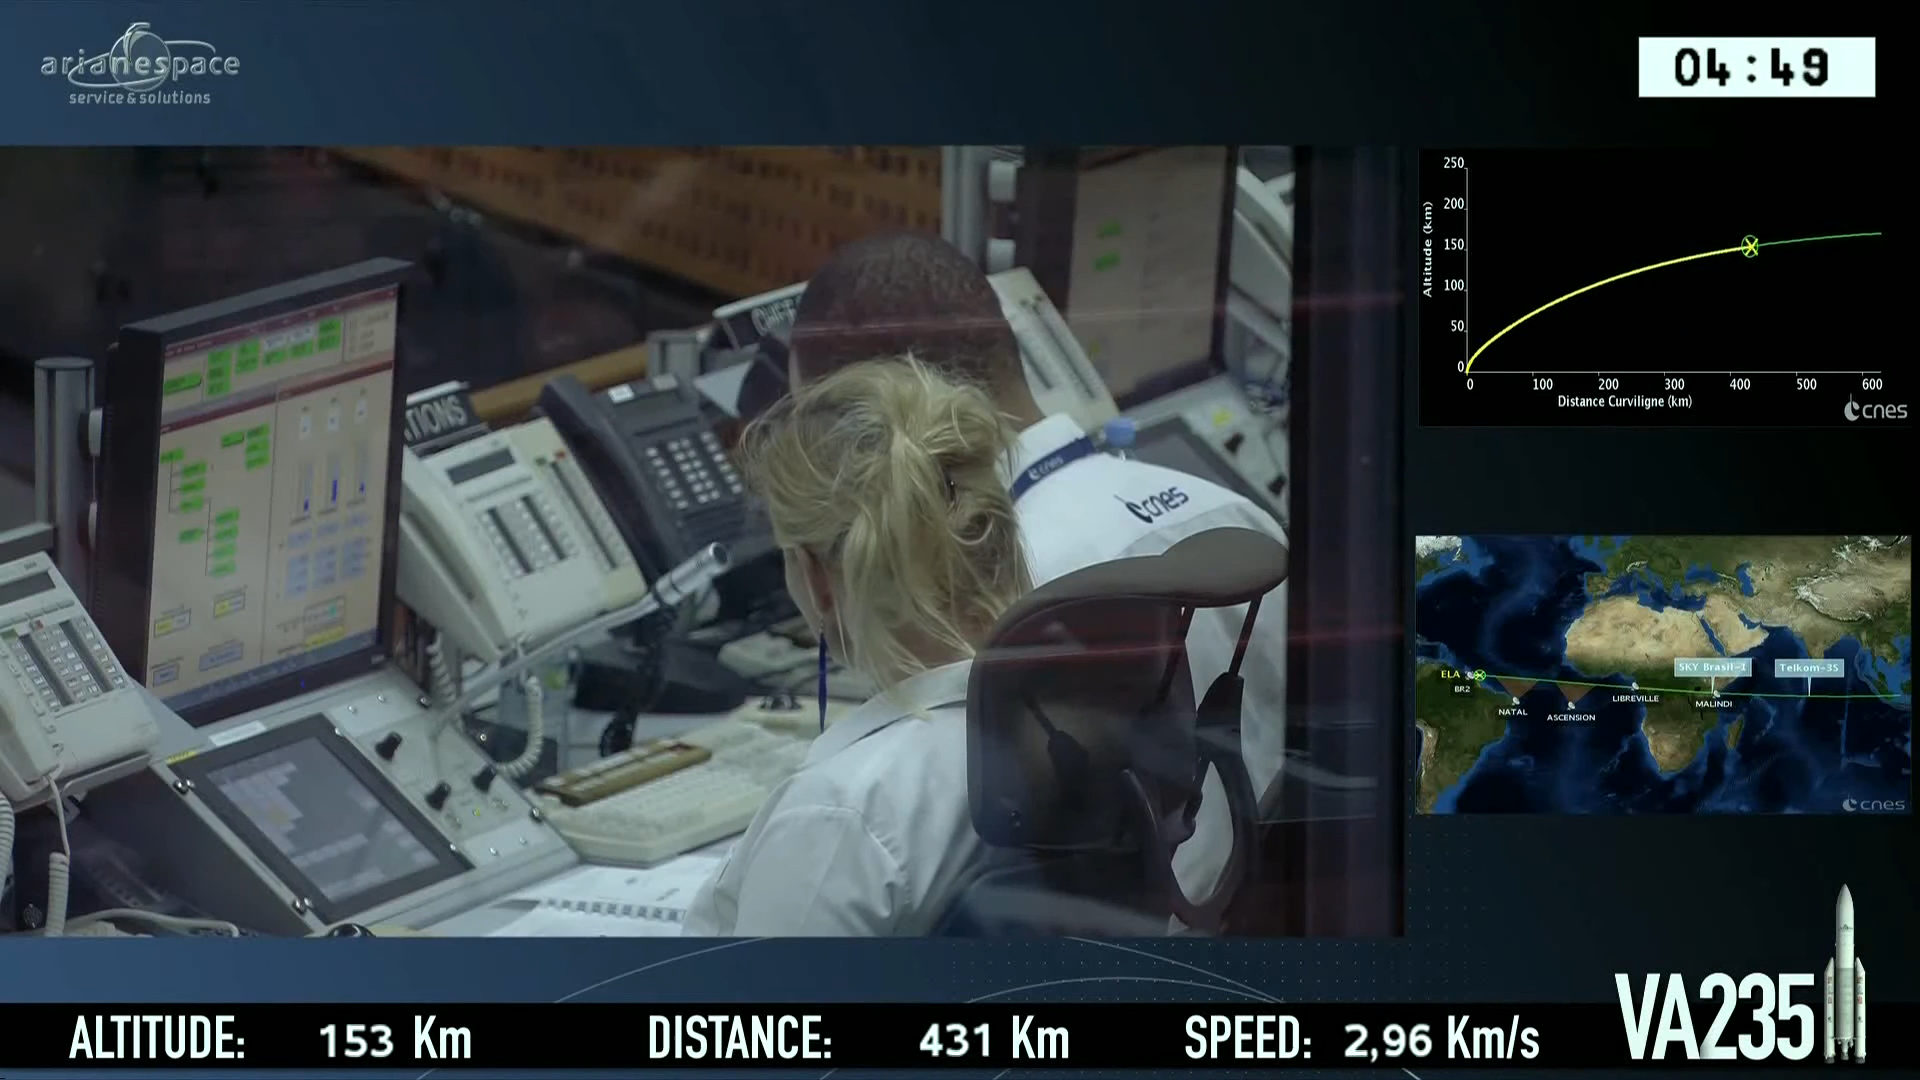 arianespace
service & solutions
04:49
250
200
150
100
50
0
Altitude (km)
0 100 200 300 400 500 600
Distance Curviligne (km)
cnes
TIONS
cnes
cnes
SKY Brasil-1
Telkom-3S
ELA
BR2
NATAL
ASCENSION
LIBREVILLE
MALINDI
cnes
VA235
ALTITUDE: 153 Km DISTANCE: 431 Km SPEED: 2,96 Km/s